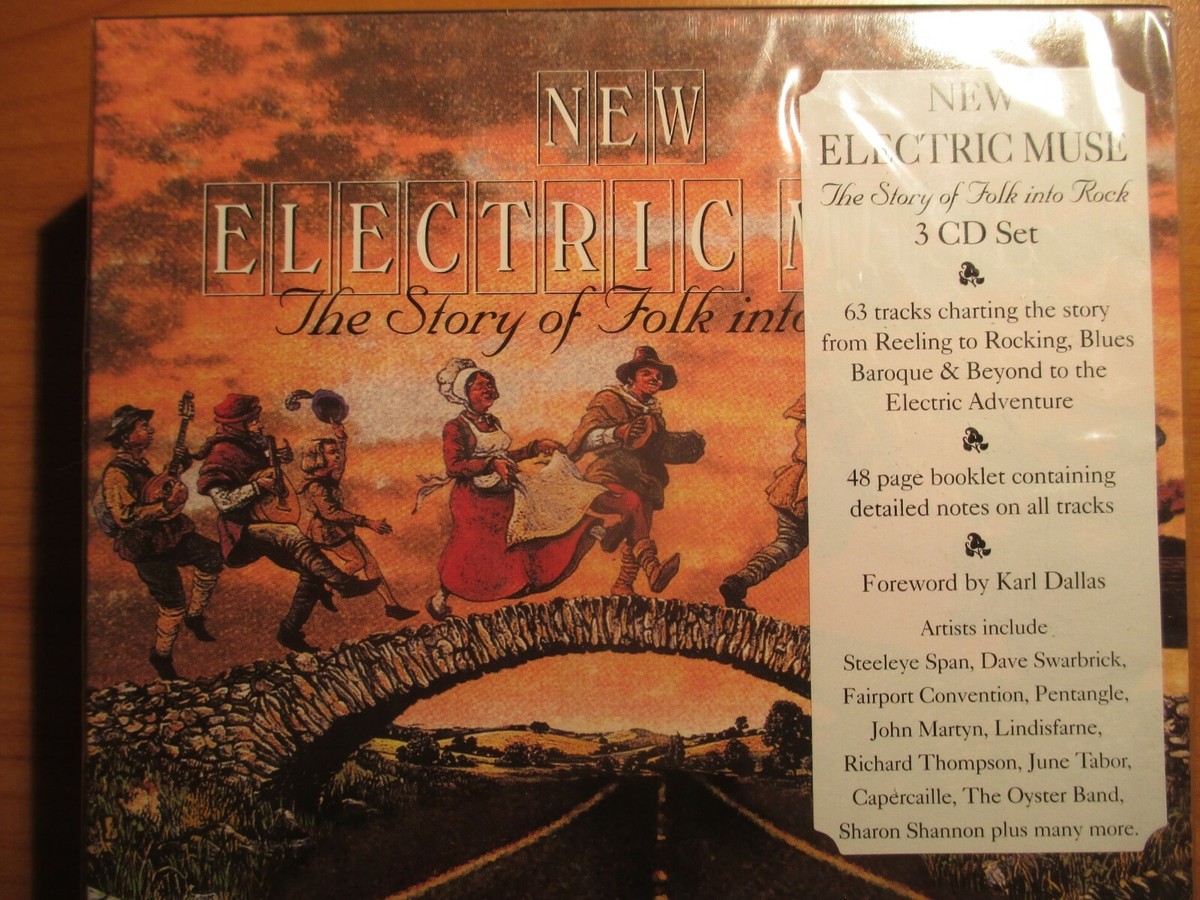 NEW
ELECTRIC M
The Story of Folk into
NEW
ELECTRIC MUSE
The Story of Folk into Rock
3 CD Set
63 tracks charting the story
from Reeling to Rocking, Blues
Baroque & Beyond to the
Electric Adventure
48 page booklet containing
detailed notes on all tracks
Foreword by Karl Dallas
Artists include
Steeleye Span, Dave Swarbrick,
Fairport Convention, Pentangle,
John Martyn, Lindisfarne,
Richard Thompson, June Tabor,
Capercaille, The Oyster Band,
Sharon Shannon plus many more.